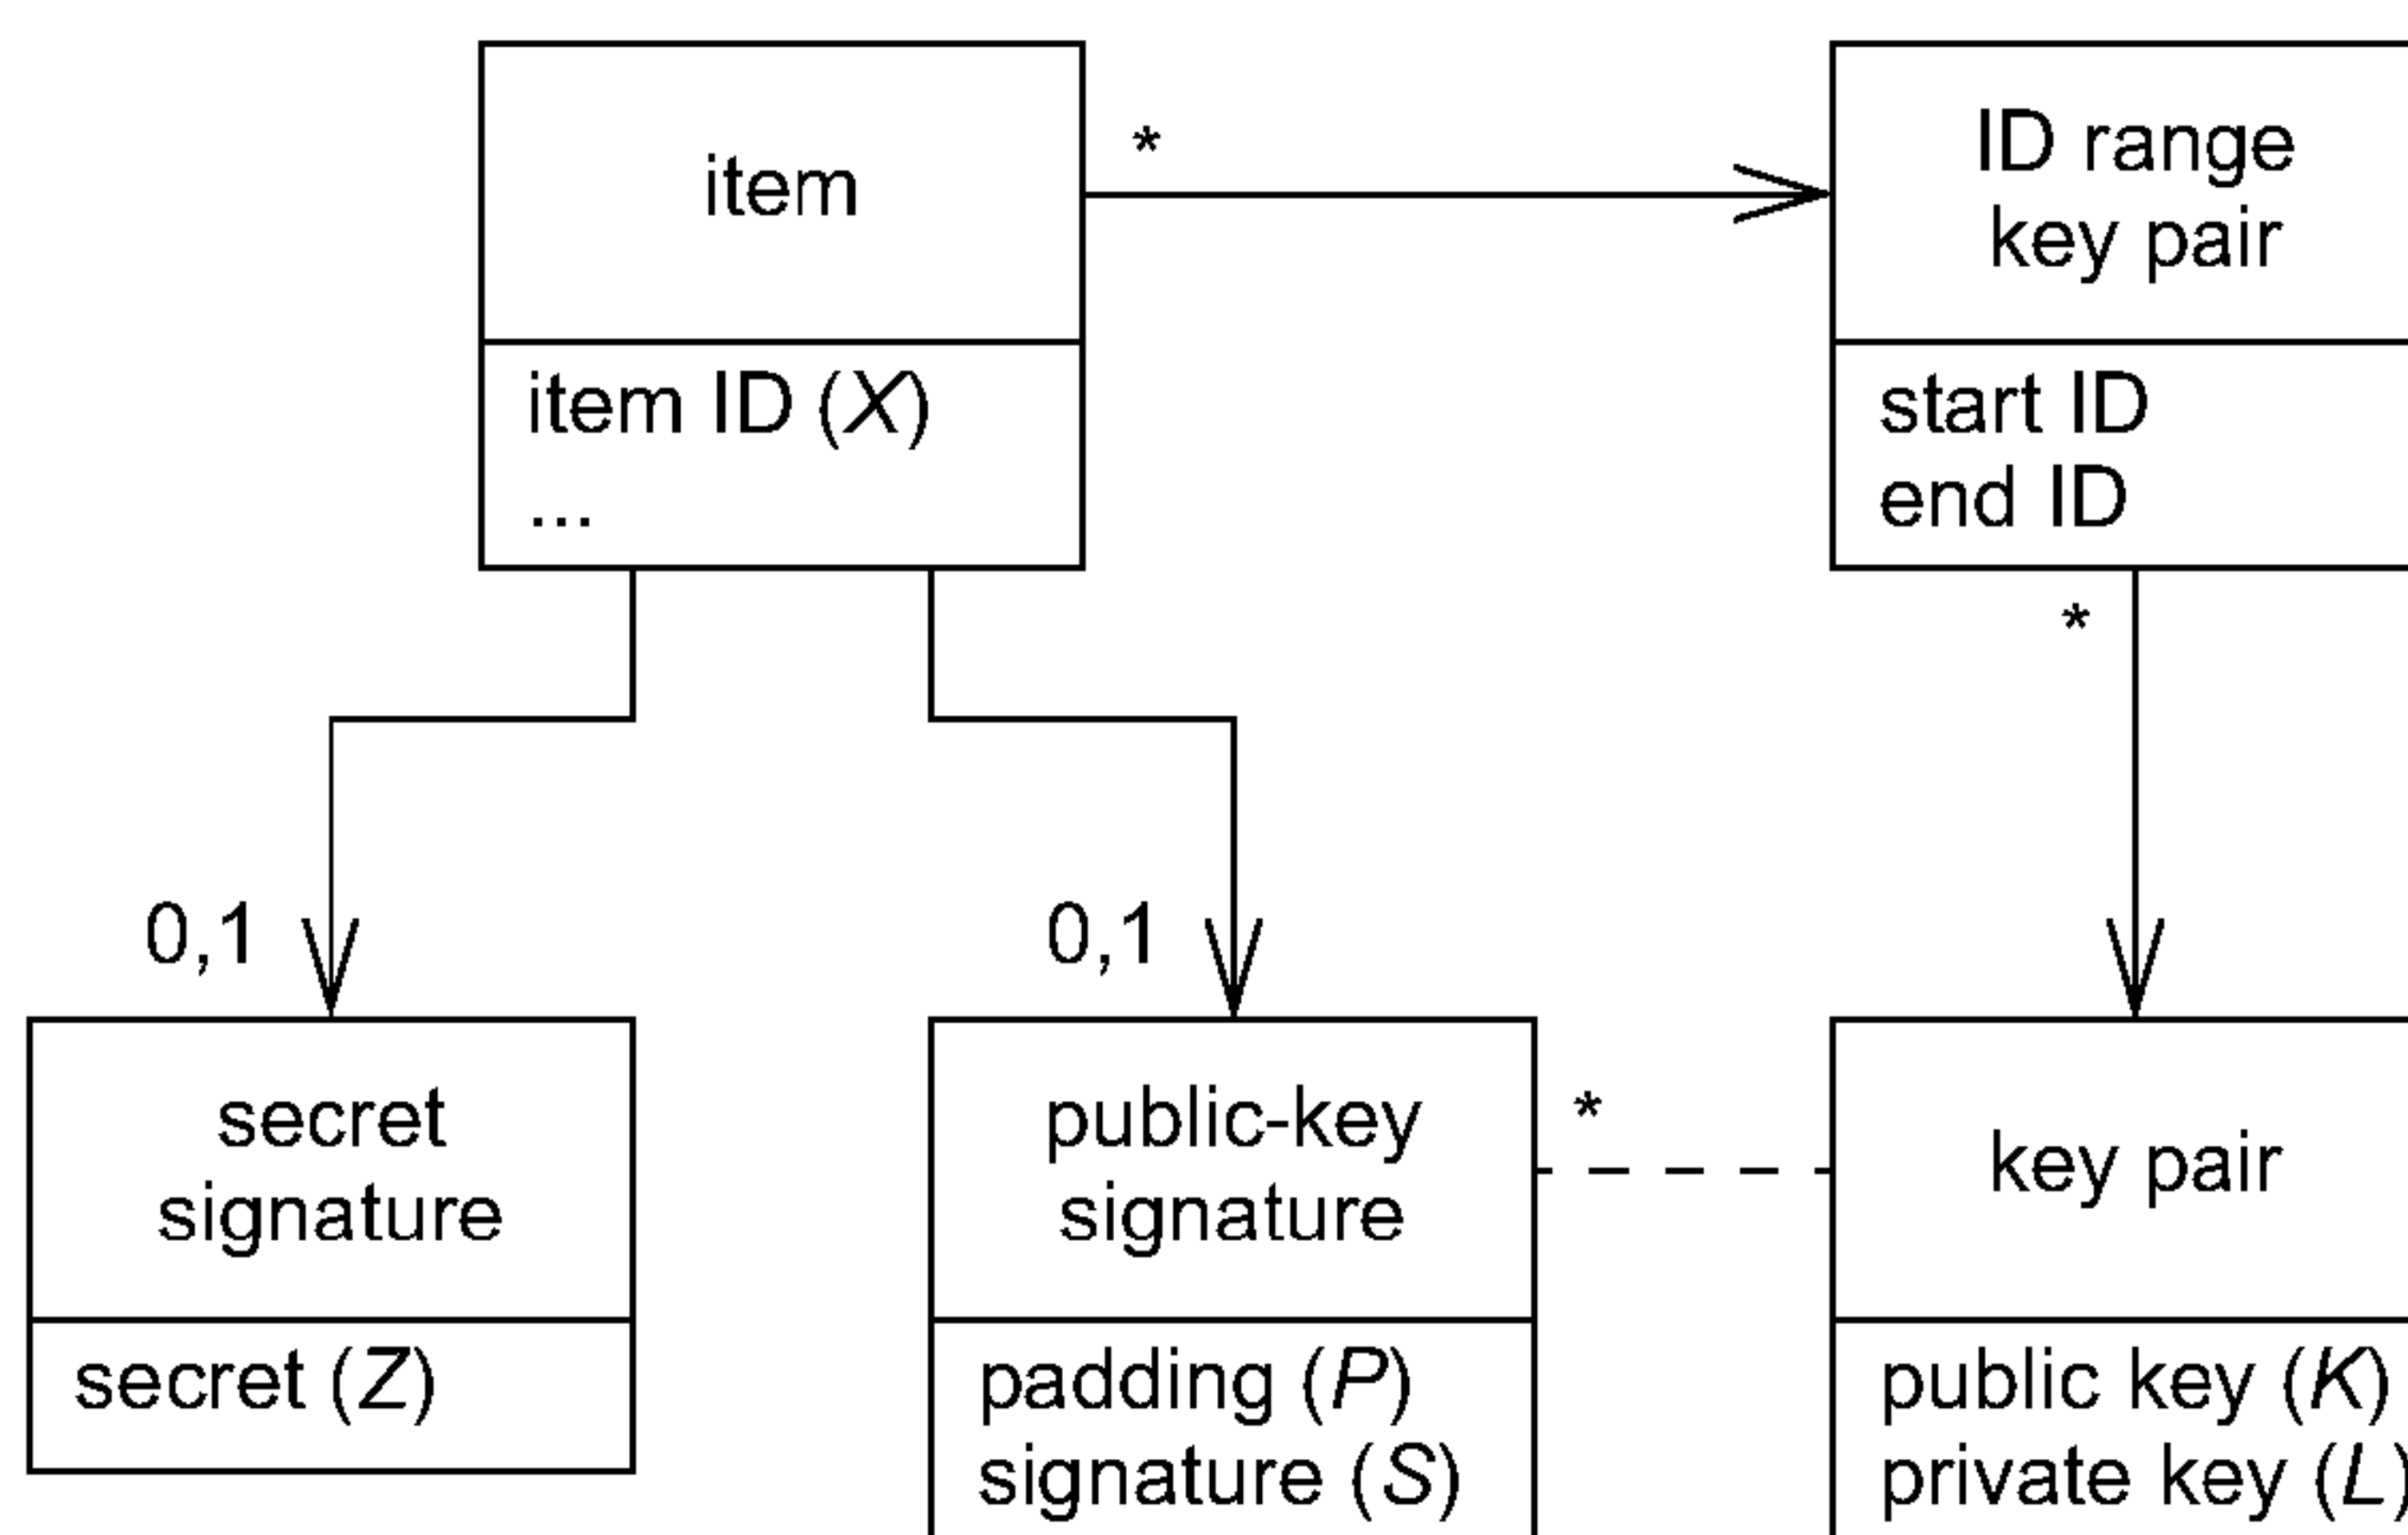 item
*
ID range
key pair
item ID (X)
...
start ID
end ID
*
0,1
0,1
secret
signature
public-key
signature
*
key pair
secret (Z)
padding (P)
signature (S)
public key (K)
private key (L)